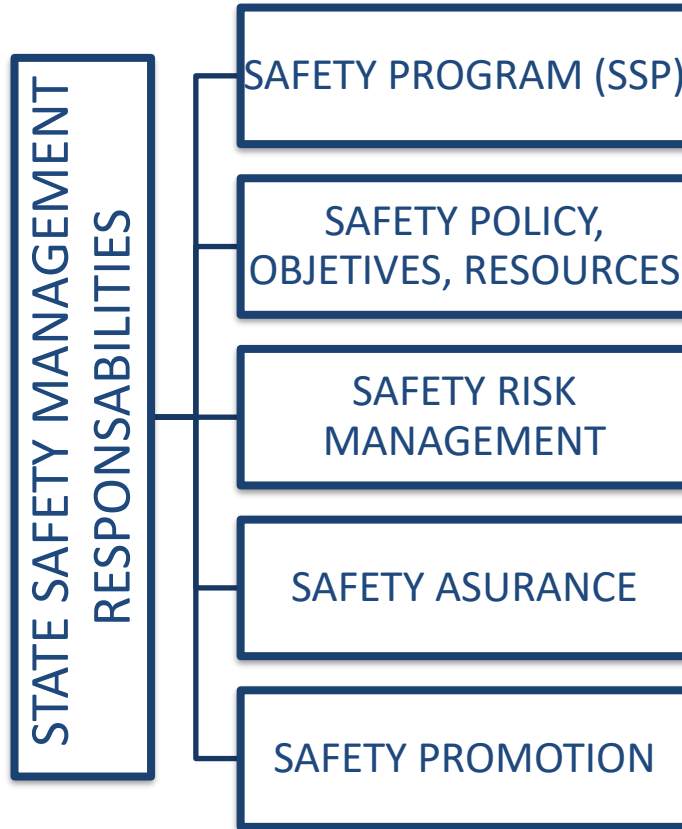 STATE SAFETY MANAGEMENT
RESPONSABILITIES
SAFETY PROGRAM (SSP)
SAFETY POLICY,
OBJETIVES, RESOURCES
SAFETY RISK
MANAGEMENT
SAFETY ASURANCE
SAFETY PROMOTION